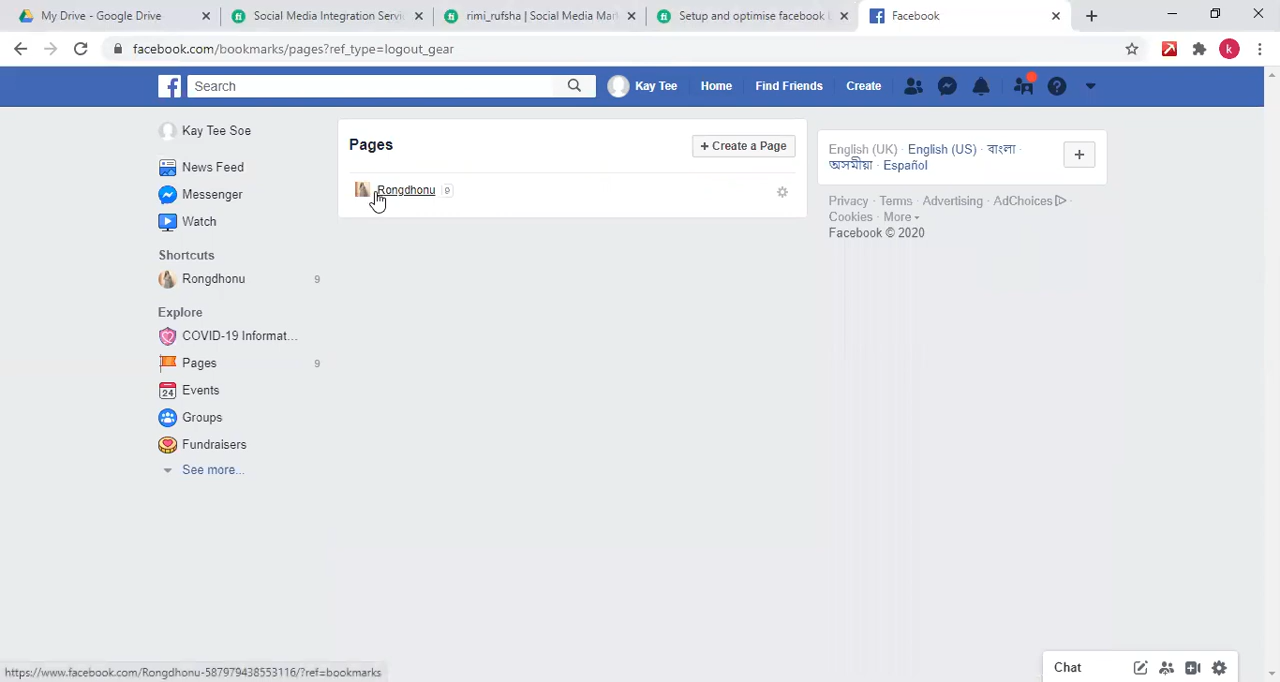 My Drive - Google Drive
Social Media Integration Servic
rimi_rufsha | Social Media Mar
Setup and optimise facebook
Facebook
facebook.com/bookmarks/pages?ref_type=logout_gear
k
Search
Kay Tee
Home
Find Friends
Create
Kay Tee Soe
News Feed
Messenger
Watch
Shortcuts
Rongdhonu 9
Explore
COVID-19 Informat...
Pages 9
24 Events
Groups
Fundraisers
See more...
Pages
+ Create a Page
Rongdhonu 9
English (UK) · English (US) · বাংলা ·
অসমীয়া · Español
+
Privacy · Terms · Advertising · AdChoices ·
Cookies · More
Facebook © 2020
Chat
https://www.facebook.com/Rongdhonu-587979438553116/?ref=bookmarks